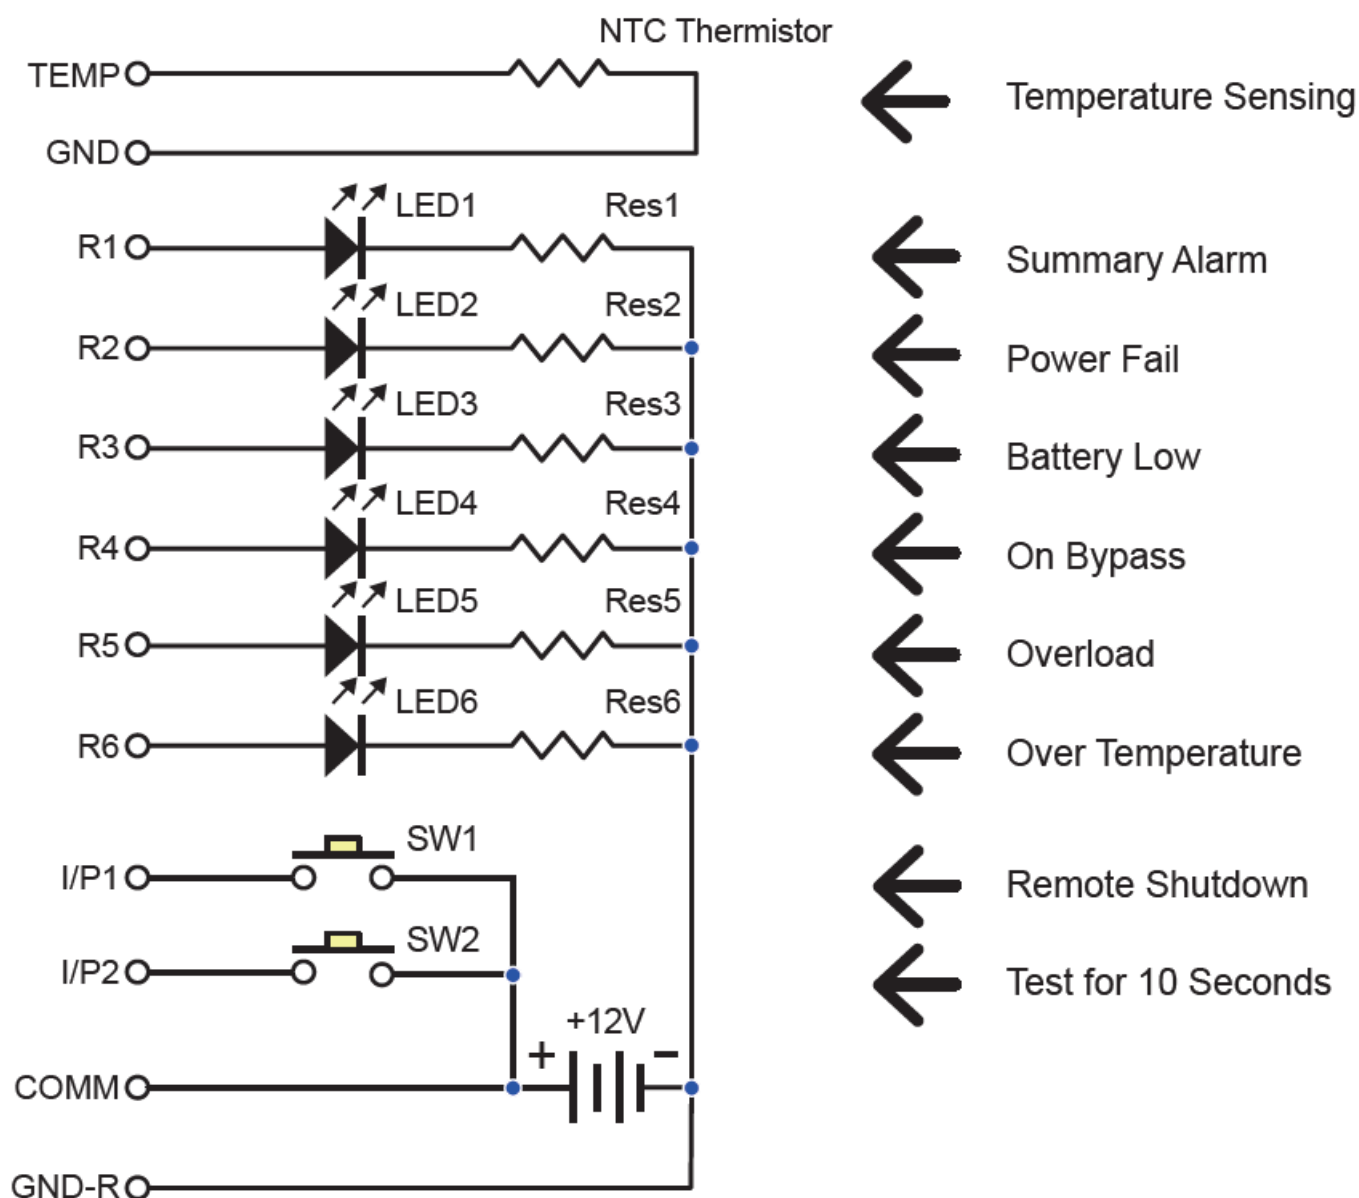 NTC Thermistor
TEMP
Temperature Sensing
GND
LED1 Res1
R1
Summary Alarm
LED2 Res2
R2
Power Fail
LED3 Res3
R3
Battery Low
LED4 Res4
R4
On Bypass
LED5 Res5
R5
Overload
LED6 Res6
R6
Over Temperature
SW1
I/P1
Remote Shutdown
SW2
I/P2
Test for 10 Seconds
+12V
+ −
COMM
GND-R